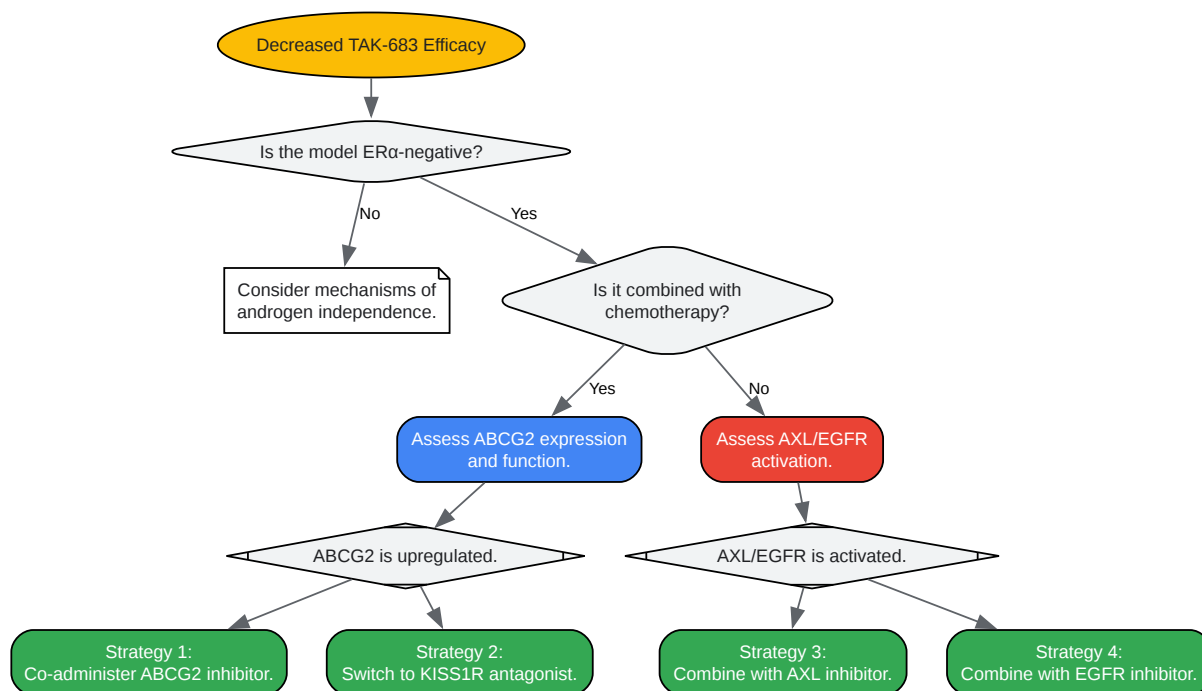 Decreased TAK-683 Efficacy
Is the model ERα-negative?
No
Yes
Consider mechanisms of
androgen independence.
Is it combined with
chemotherapy?
Yes
No
Assess ABCG2 expression
and function.
Assess AXL/EGFR
activation.
ABCG2 is upregulated.
AXL/EGFR is activated.
Strategy 1:
Co-administer ABCG2 inhibitor.
Strategy 2:
Switch to KISS1R antagonist.
Strategy 3:
Combine with AXL inhibitor.
Strategy 4:
Combine with EGFR inhibitor.